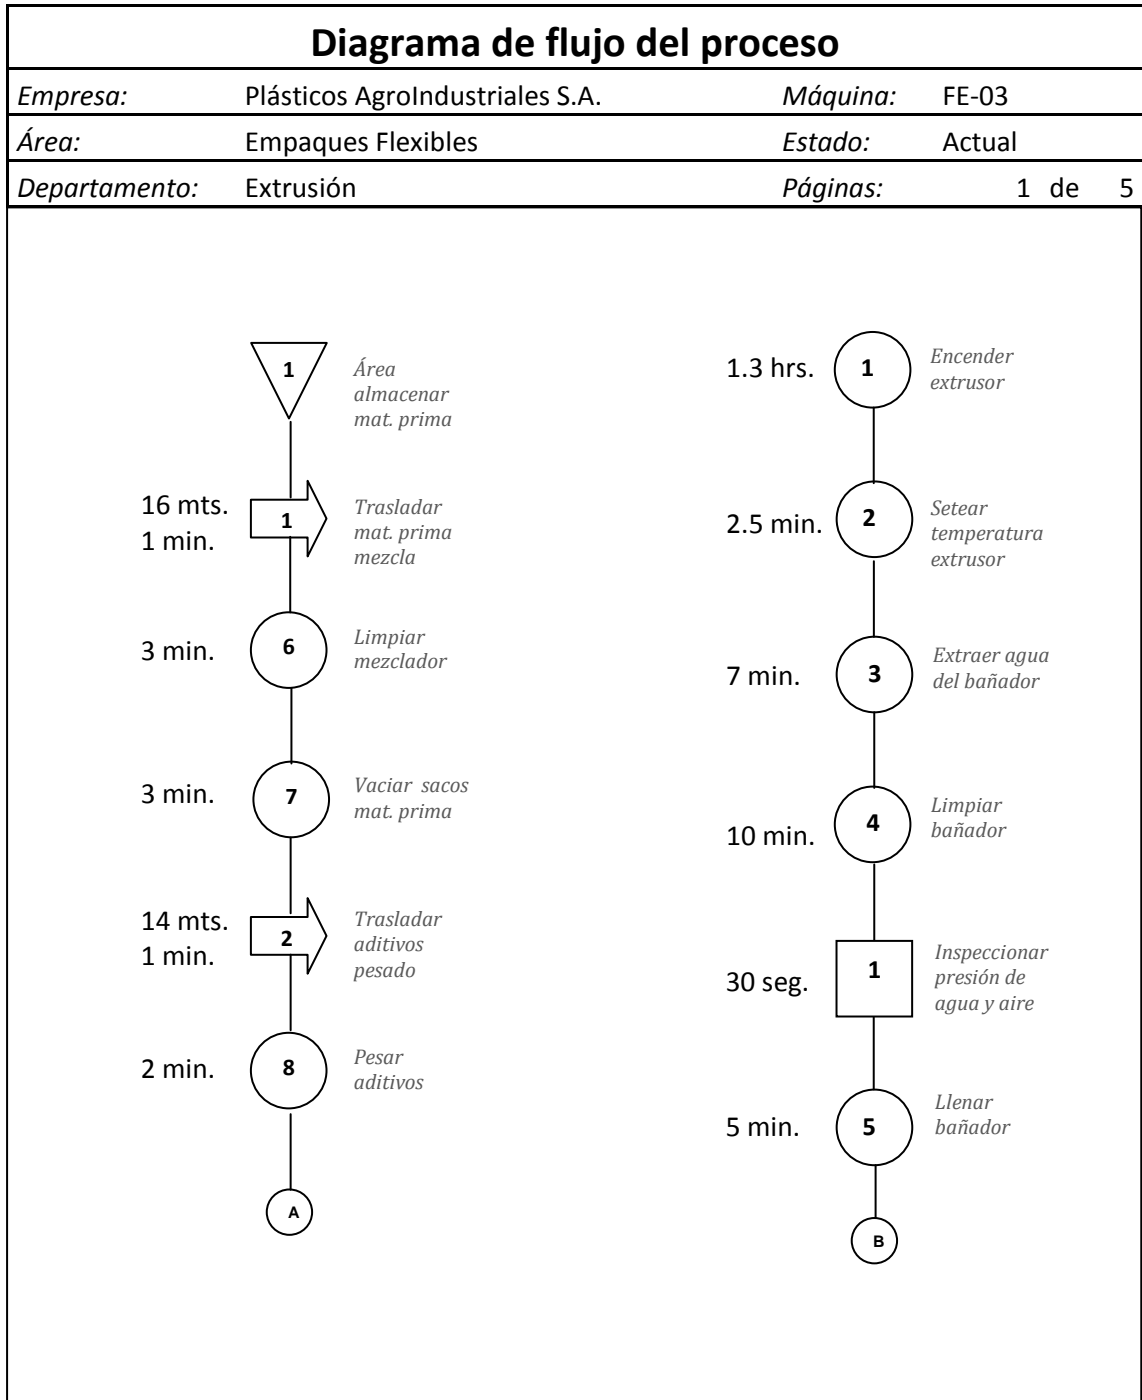 Diagrama de flujo del proceso
Empresa: Plásticos AgroIndustriales S.A. Máquina: FE-03
Área: Empaques Flexibles Estado: Actual
Departamento: Extrusión Páginas: 1 de 5
1
Área
almacenar
mat. prima
16 mts.
1 min.
1
Trasladar
mat. prima
mezcla
3 min.
6
Limpiar
mezclador
3 min.
7
Vaciar sacos
mat. prima
14 mts.
1 min.
2
Trasladar
aditivos
pesado
2 min.
8
Pesar
aditivos
A
1.3 hrs.
1
Encender
extrusor
2.5 min.
2
Setear
temperatura
extrusor
7 min.
3
Extraer agua
del bañador
10 min.
4
Limpiar
bañador
30 seg.
1
Inspeccionar
presión de
agua y aire
5 min.
5
Llenar
bañador
B